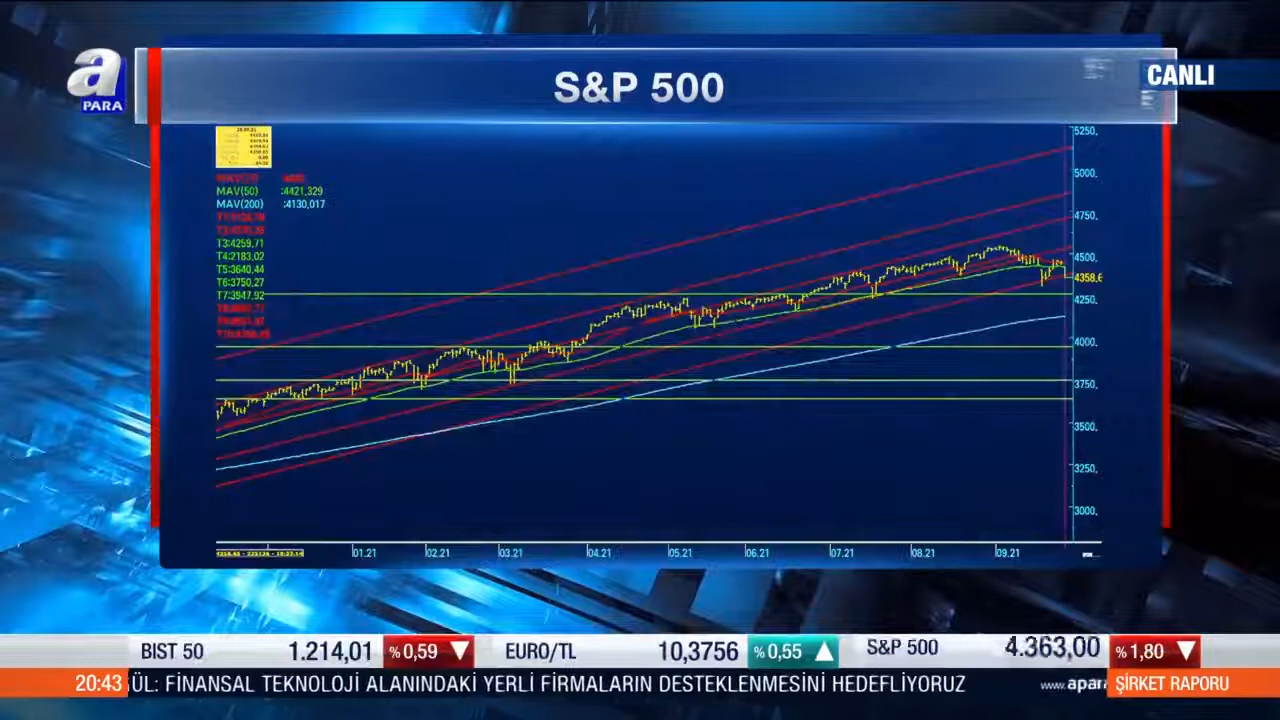 a
PARA
S&P 500
CANLI
MAV(50) :4421,329
MAV(200) :4130,017
T3:4259,71
T4:2183,02
T5:3640,44
T6:3750,27
T7:3947,92
5250,
5000,
4750,
4500,
4358,6
4250,
4000,
3750,
3500,
3250,
3000,
01.21 02.21 03.21 04.21 05.21 06.21 07.21 08.21 09.21
BIST 50 1.214,01 %0,59 EURO/TL 10,3756 %0,55 S&P 500 4.363,00 %1,80
20:43 ÜL: FİNANSAL TEKNOLOJİ ALANINDAKİ YERLİ FİRMALARIN DESTEKLENMESİNİ HEDEFLİYORUZ www.apara ŞİRKET RAPORU